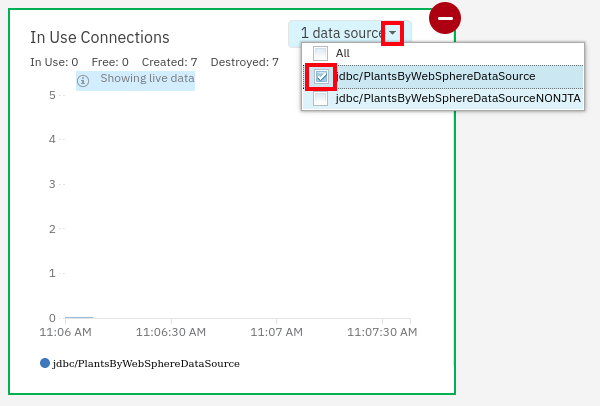 In Use Connections
1 data source
In Use: 0 Free: 0 Created: 7 Destroyed: 7
All
jdbc/PlantsByWebSphereDataSource
jdbc/PlantsByWebSphereDataSourceNONJTA
Showing live data
5
4
3
2
1
0
11:06 AM 11:06:30 AM 11:07 AM 11:07:30 AM
jdbc/PlantsByWebSphereDataSource